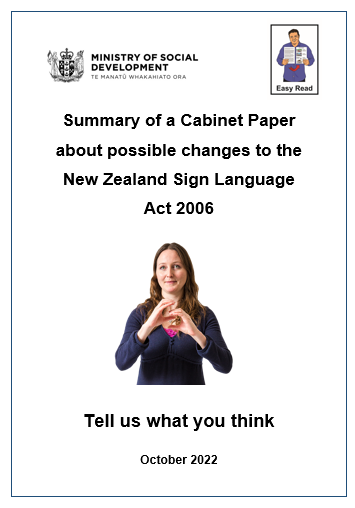 MINISTRY OF SOCIAL
DEVELOPMENT
TE MANATŪ WHAKAHIATO ORA
Easy Read
Summary of a Cabinet Paper
about possible changes to the
New Zealand Sign Language
Act 2006
Tell us what you think
October 2022